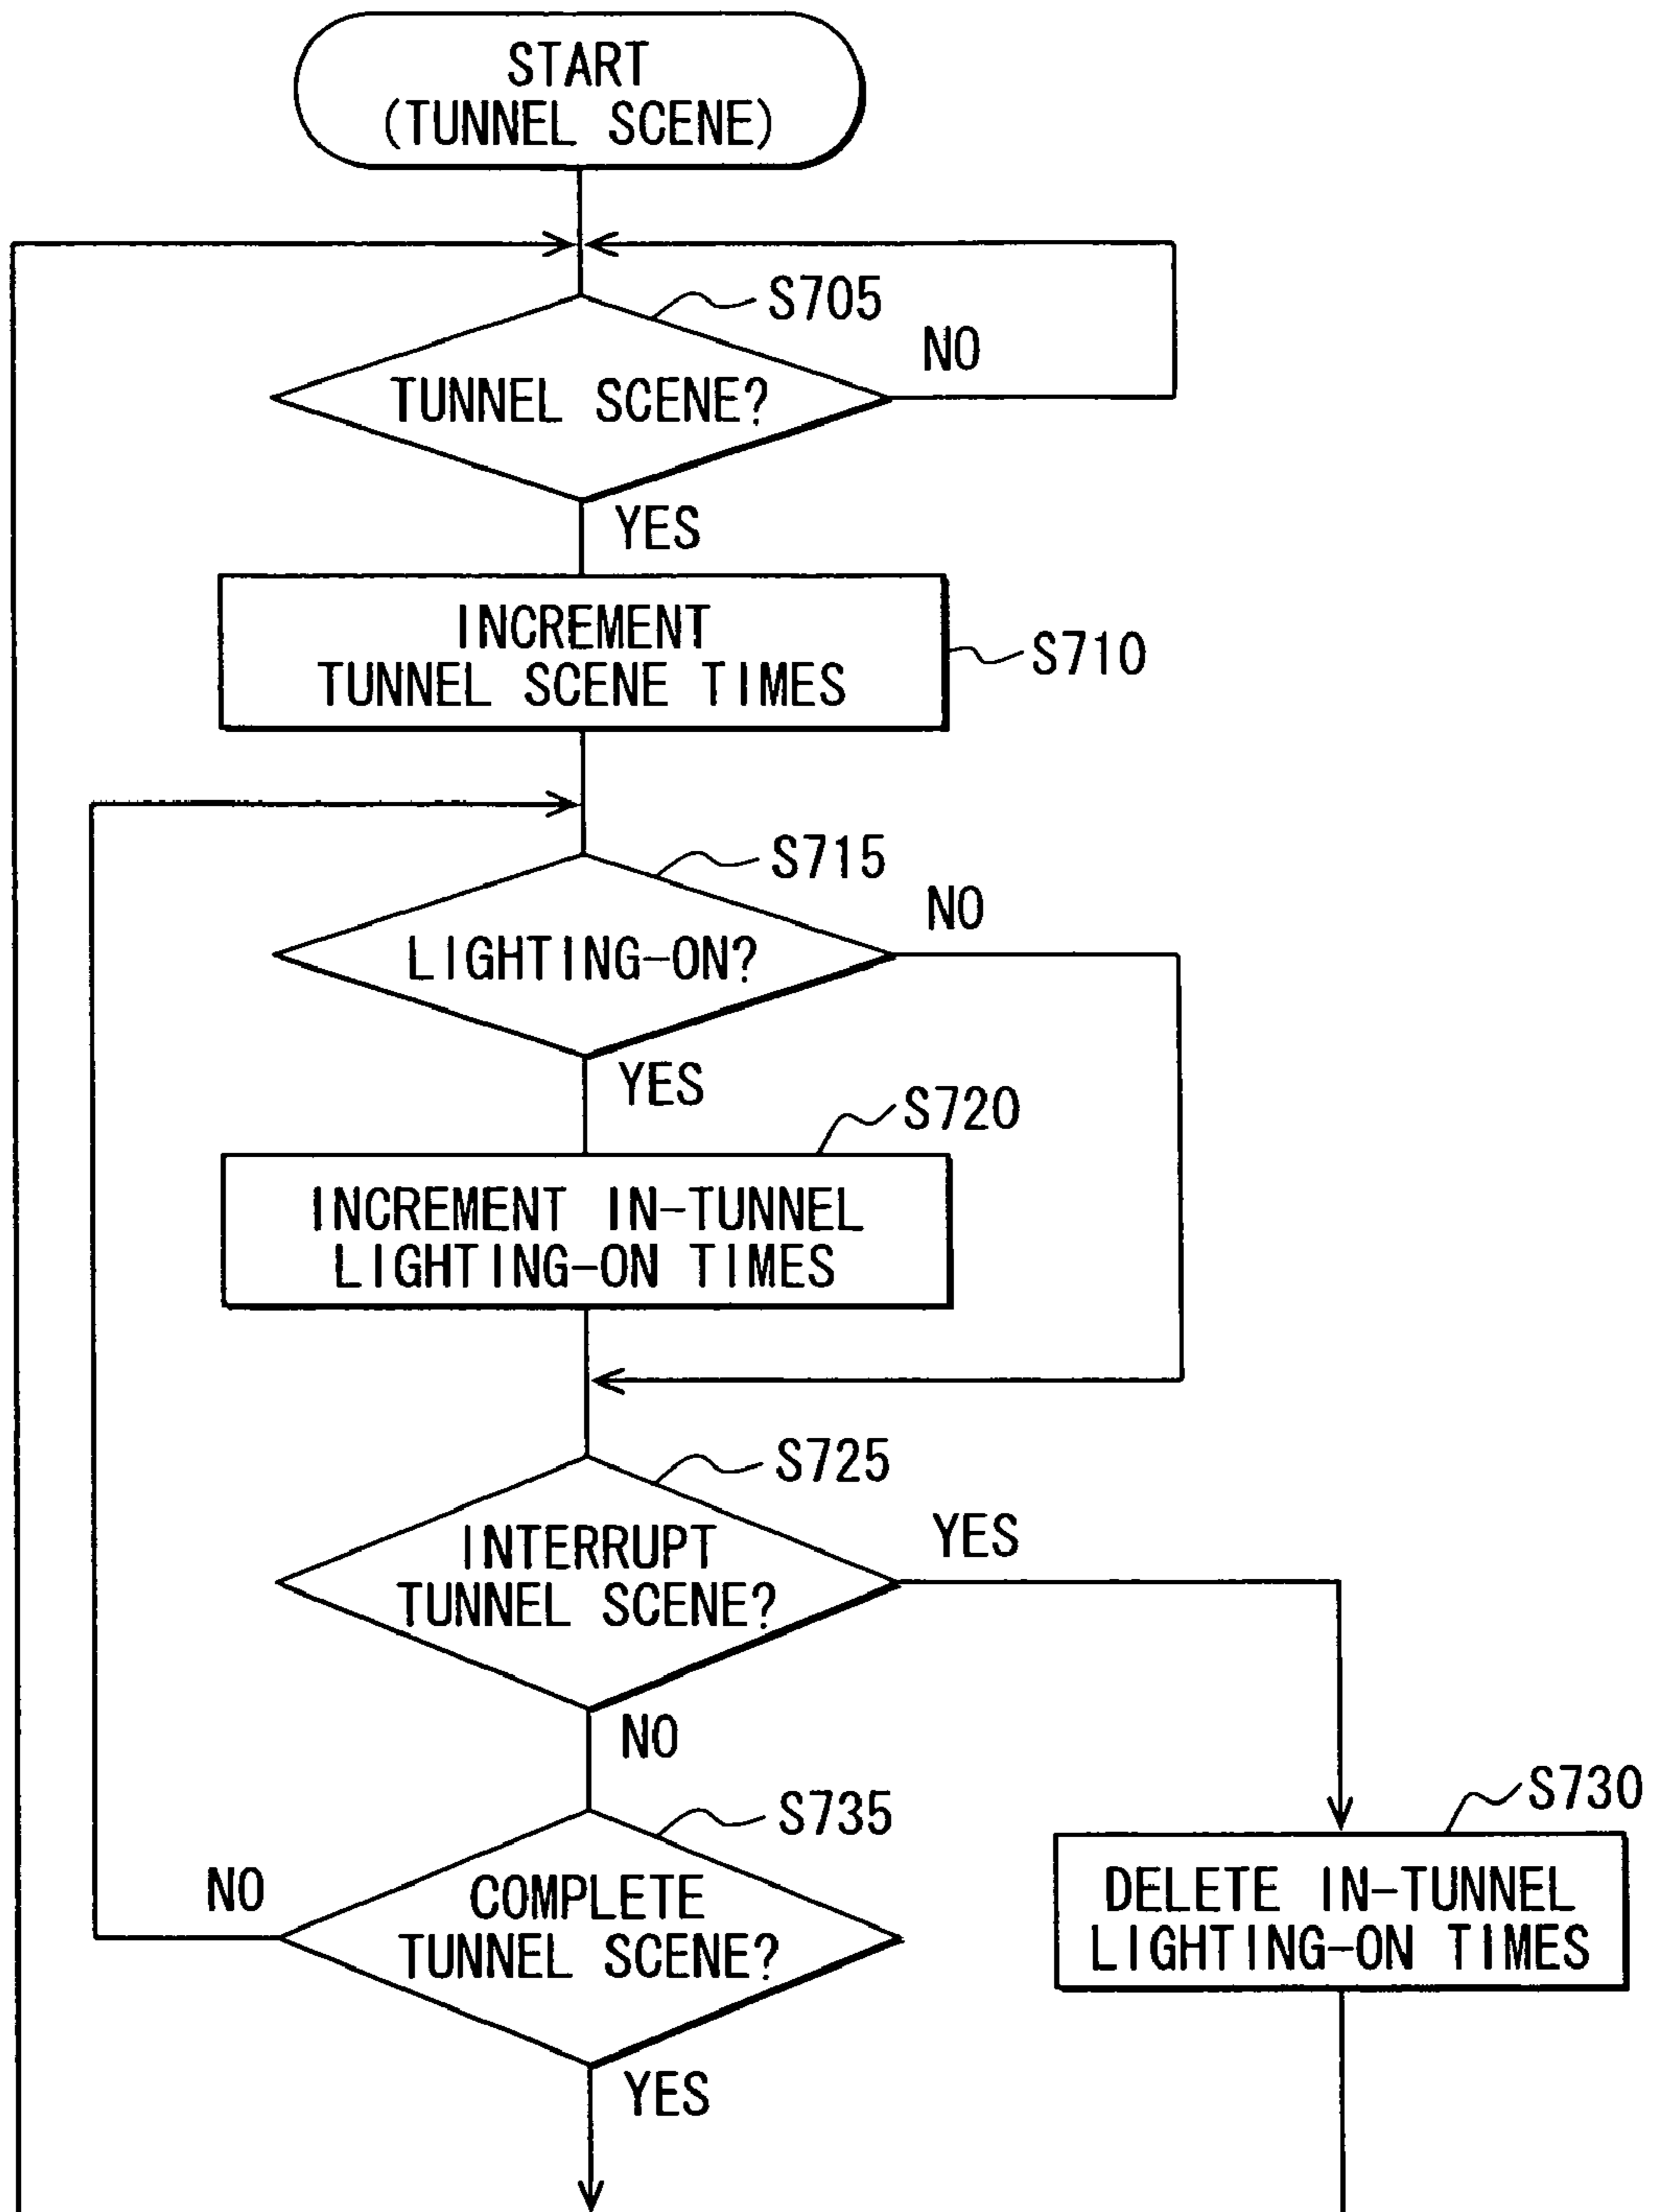 START
(TUNNEL SCENE)
S705
NO
TUNNEL SCENE?
YES
INCREMENT
TUNNEL SCENE TIMES
S710
S715
NO
LIGHTING-ON?
YES
S720
INCREMENT IN-TUNNEL
LIGHTING-ON TIMES
S725
YES
INTERRUPT
TUNNEL SCENE?
NO
S730
S735
NO
COMPLETE
TUNNEL SCENE?
DELETE IN-TUNNEL
LIGHTING-ON TIMES
YES